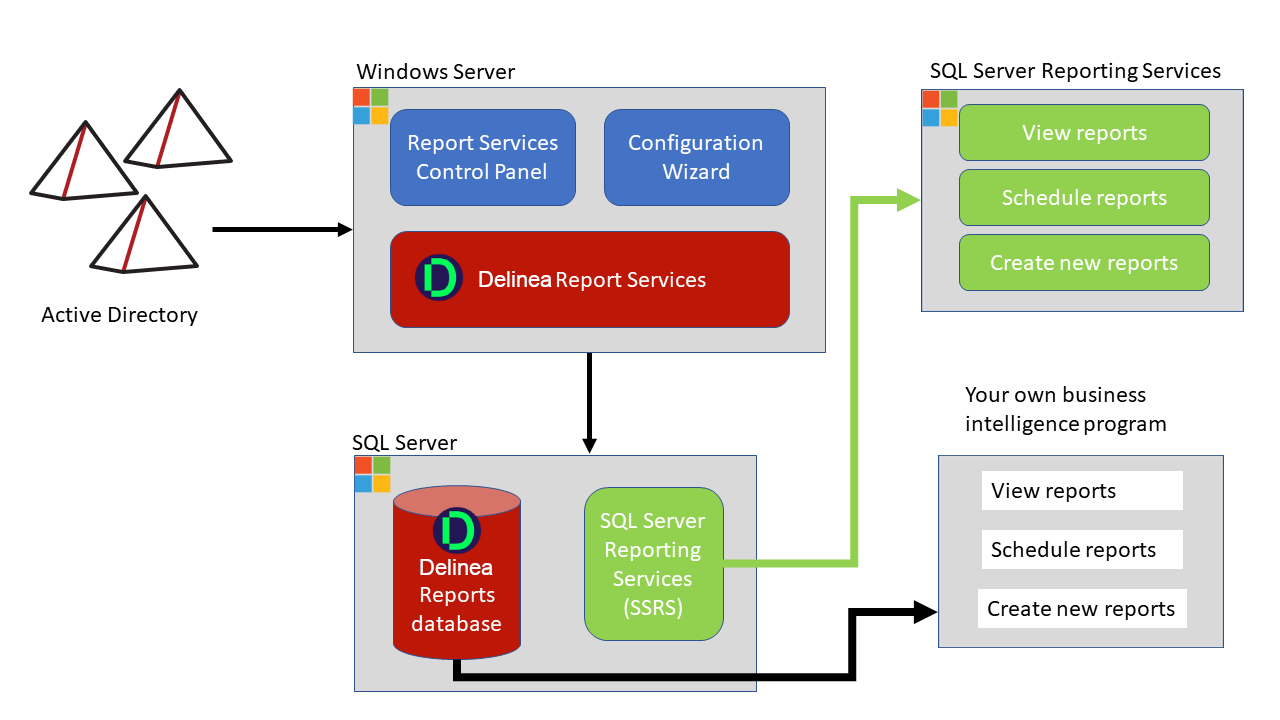 Windows Server
SQL Server Reporting Services
Report Services
Control Panel
Configuration
Wizard
View reports
Schedule reports
Create new reports
Delinea Report Services
Active Directory
Your own business
intelligence program
SQL Server
Delinea
Reports
database
SQL Server
Reporting
Services
(SSRS)
View reports
Schedule reports
Create new reports